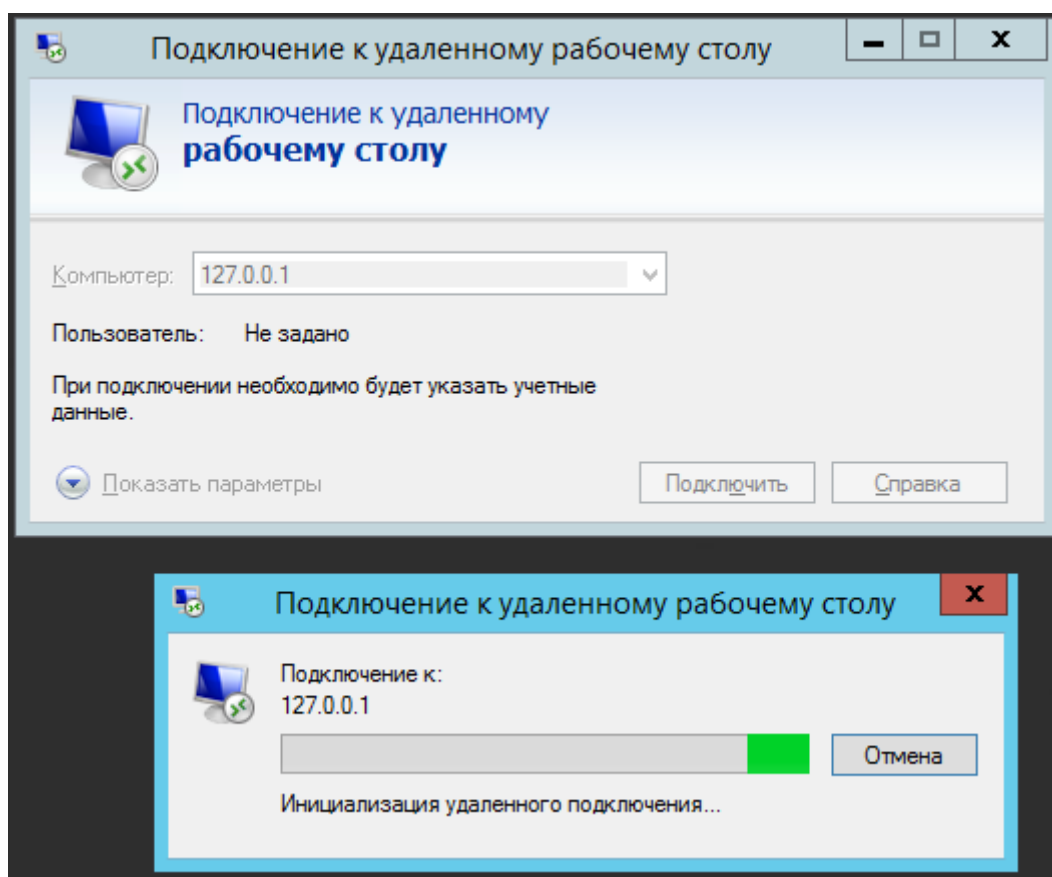 Подключение к удаленному рабочему столу
Подключение к удаленному
рабочему столу
Компьютер: 127.0.0.1
Пользователь: Не задано
При подключении необходимо будет указать учетные
данные.
Показать параметры Подключить Справка
Подключение к удаленному рабочему столу
Подключение к:
127.0.0.1
Отмена
Инициализация удаленного подключения...